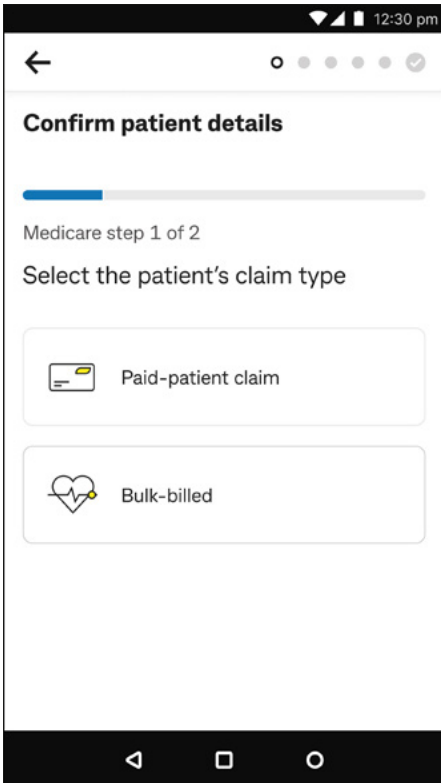 12:30 pm
Confirm patient details
Medicare step 1 of 2
Select the patient's claim type
Paid-patient claim
Bulk-billed